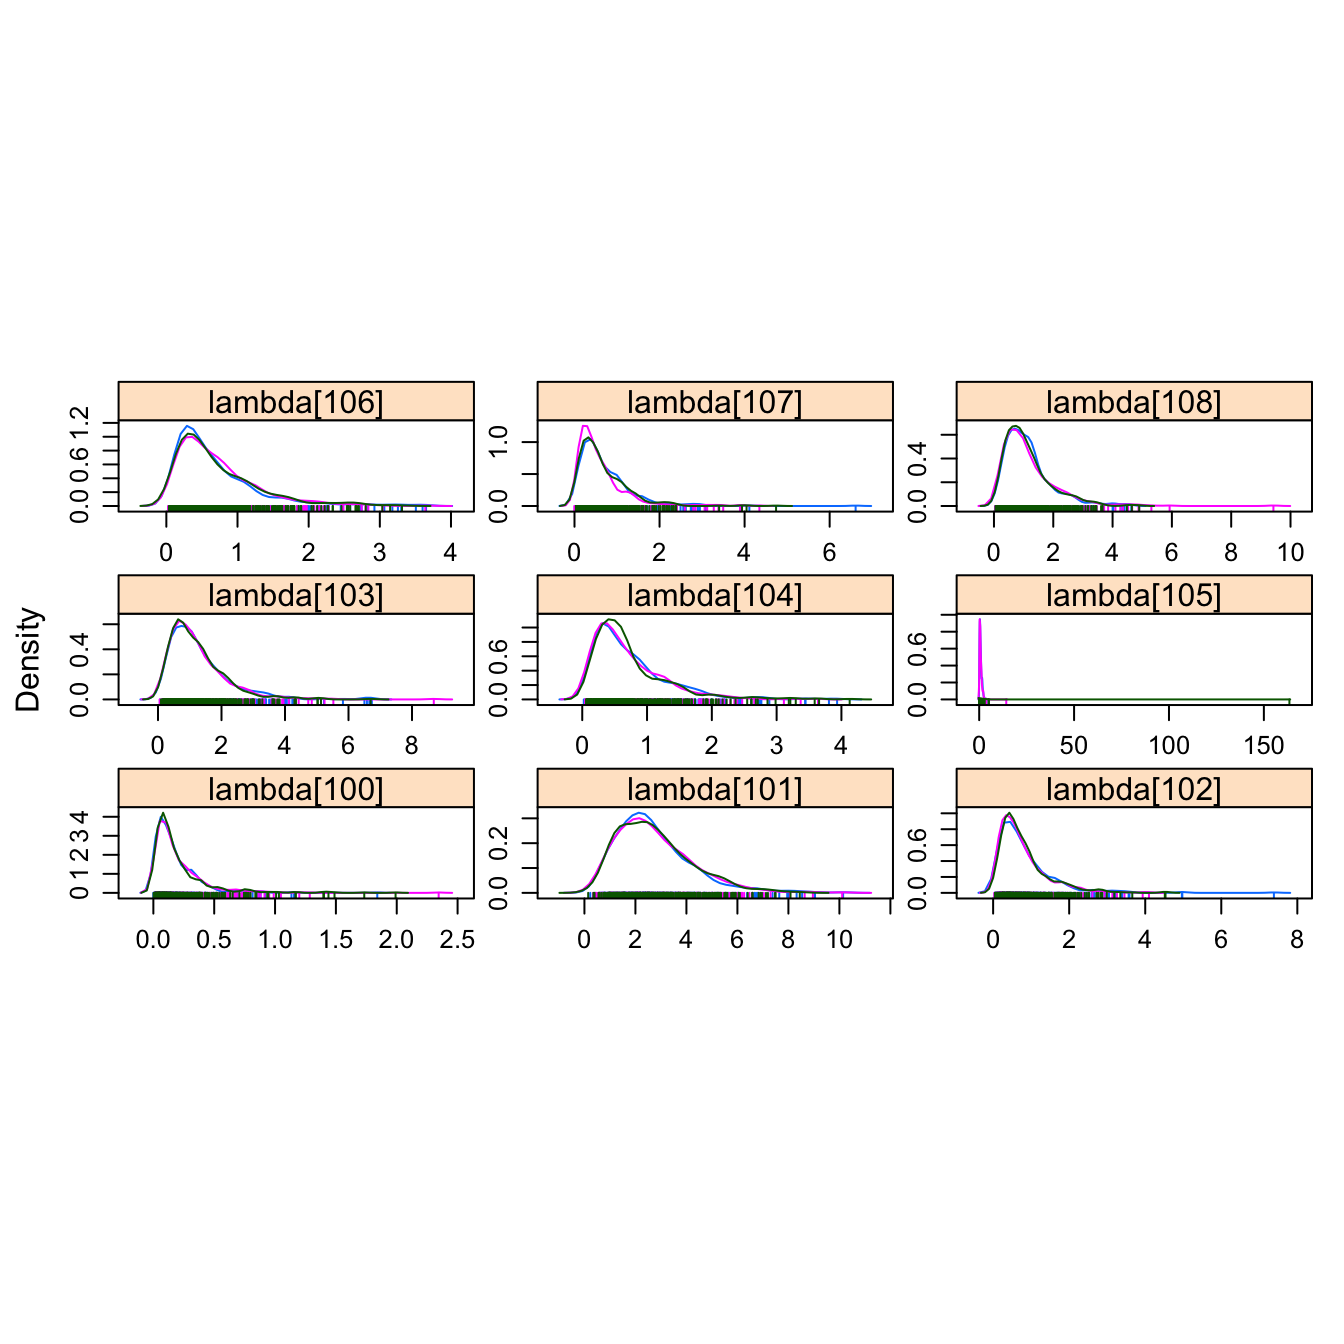 lambda[106] lambda[107] lambda[108]
0.0 0.6 1.2
0 1 2 3 4
0.0 1.0
0 2 4 6
0.0 0.4
0 2 4 6 8 10
Density
lambda[103] lambda[104] lambda[105]
0.0 0.4
0 2 4 6 8
0.0 0.6
0 1 2 3 4
0.0 0.6
0 50 100 150
lambda[100] lambda[101] lambda[102]
0 1 2 3 4
0.0 0.5 1.0 1.5 2.0 2.5
0.0 0.2
0 2 4 6 8 10
0.0 0.6
0 2 4 6 8